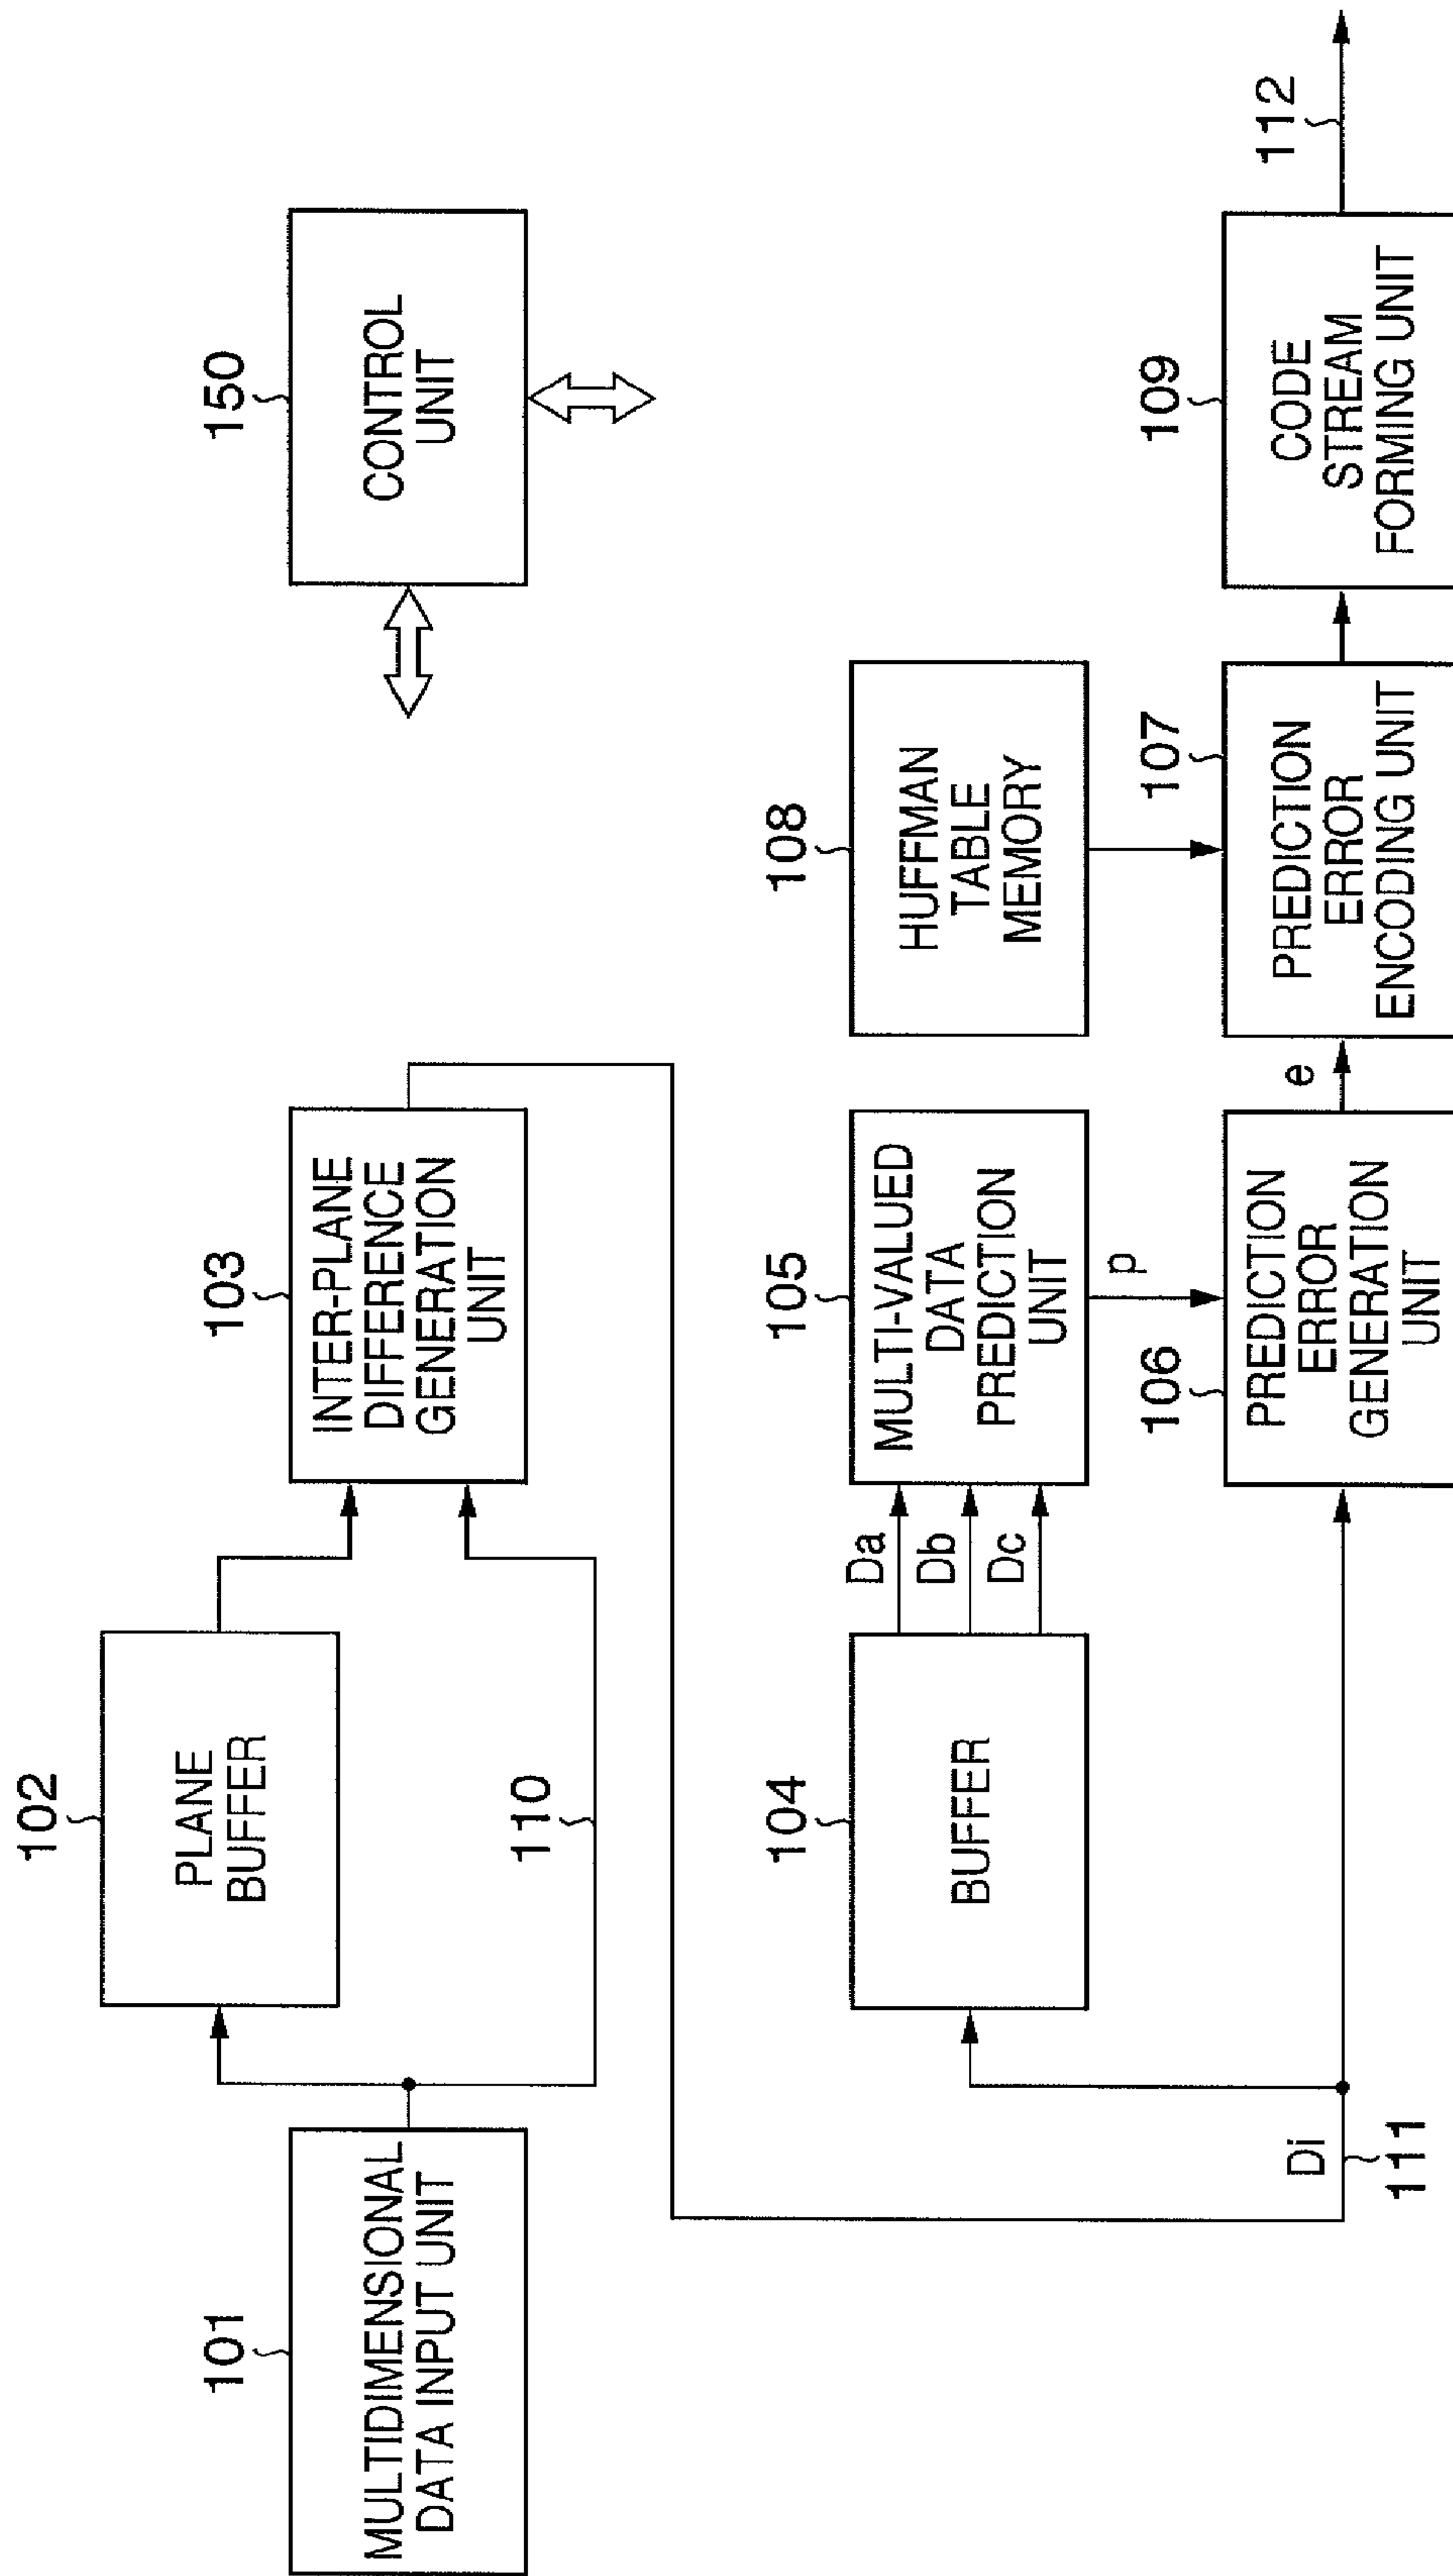 101
MULTIDIMENSIONAL
DATA INPUT UNIT
102
PLANE
BUFFER
110
103
INTER-PLANE
DIFFERENCE
GENERATION
UNIT
150
CONTROL
UNIT
Di
111
104
BUFFER
Da
Db
Dc
105
MULTI-VALUED
DATA
PREDICTION
UNIT
p
106
PREDICTION
ERROR
GENERATION
UNIT
e
108
HUFFMAN
TABLE
MEMORY
107
PREDICTION
ERROR
ENCODING UNIT
109
CODE
STREAM
FORMING UNIT
112